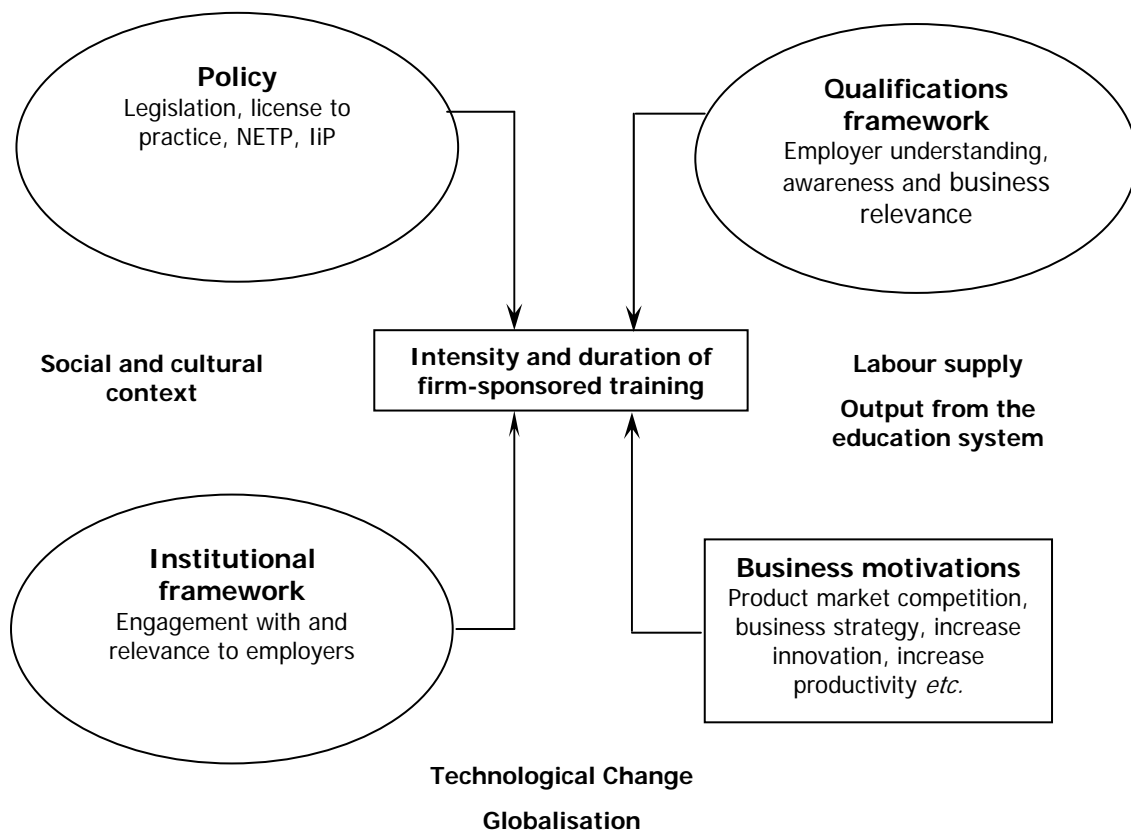 Policy
Legislation, license to
practice, NETP, IiP
Qualifications
framework
Employer understanding,
awareness and business
relevance
Social and cultural
context
Intensity and duration of
firm-sponsored training
Labour supply
Output from the
education system
Institutional
framework
Engagement with and
relevance to employers
Business motivations
Product market competition,
business strategy, increase
innovation, increase
productivity etc.
Technological Change
Globalisation